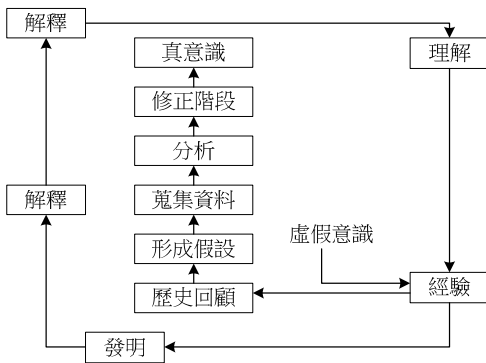 解釋
理解
真意識
修正階段
分析
解釋
蒐集資料
形成假設
虛假意識
歷史回顧
經驗
發明